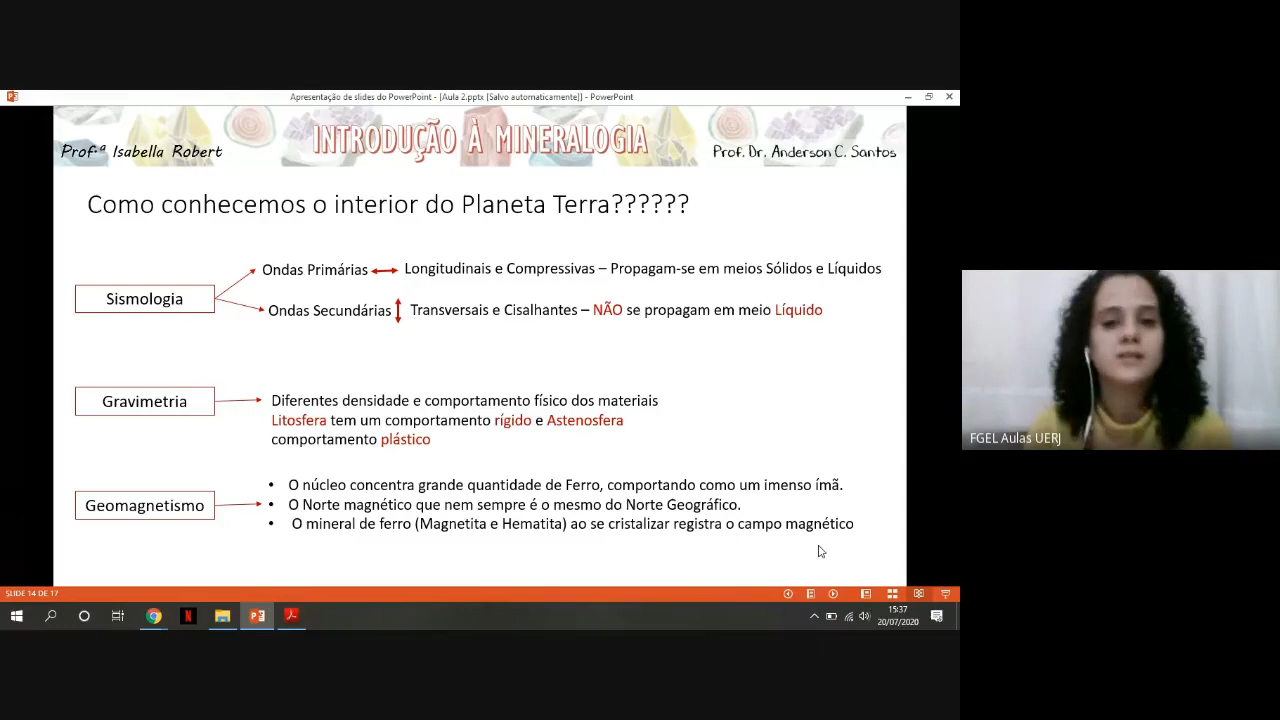 Apresentação de slides do PowerPoint - [Aula 2.pptx [Salvo automaticamente]] - PowerPoint
INTRODUÇÃO À MINERALOGIA
Prof.ª Isabella Robert
Prof. Dr. Anderson C. Santos
Como conhecemos o interior do Planeta Terra??????
Sismologia
Ondas Primárias
Longitudinais e Compressivas – Propagam-se em meios Sólidos e Líquidos
Ondas Secundárias
Transversais e Cisalhantes – NÃO se propagam em meio Líquido
Gravimetria
Diferentes densidade e comportamento físico dos materiais
Litosfera tem um comportamento rígido e Astenosfera
comportamento plástico
Geomagnetismo
• O núcleo concentra grande quantidade de Ferro, comportando como um imenso ímã.
• O Norte magnético que nem sempre é o mesmo do Norte Geográfico.
• O mineral de ferro (Magnetita e Hematita) ao se cristalizar registra o campo magnético
FGEL Aulas UERJ
SLIDE 14 DE 17
15:37
20/07/2020